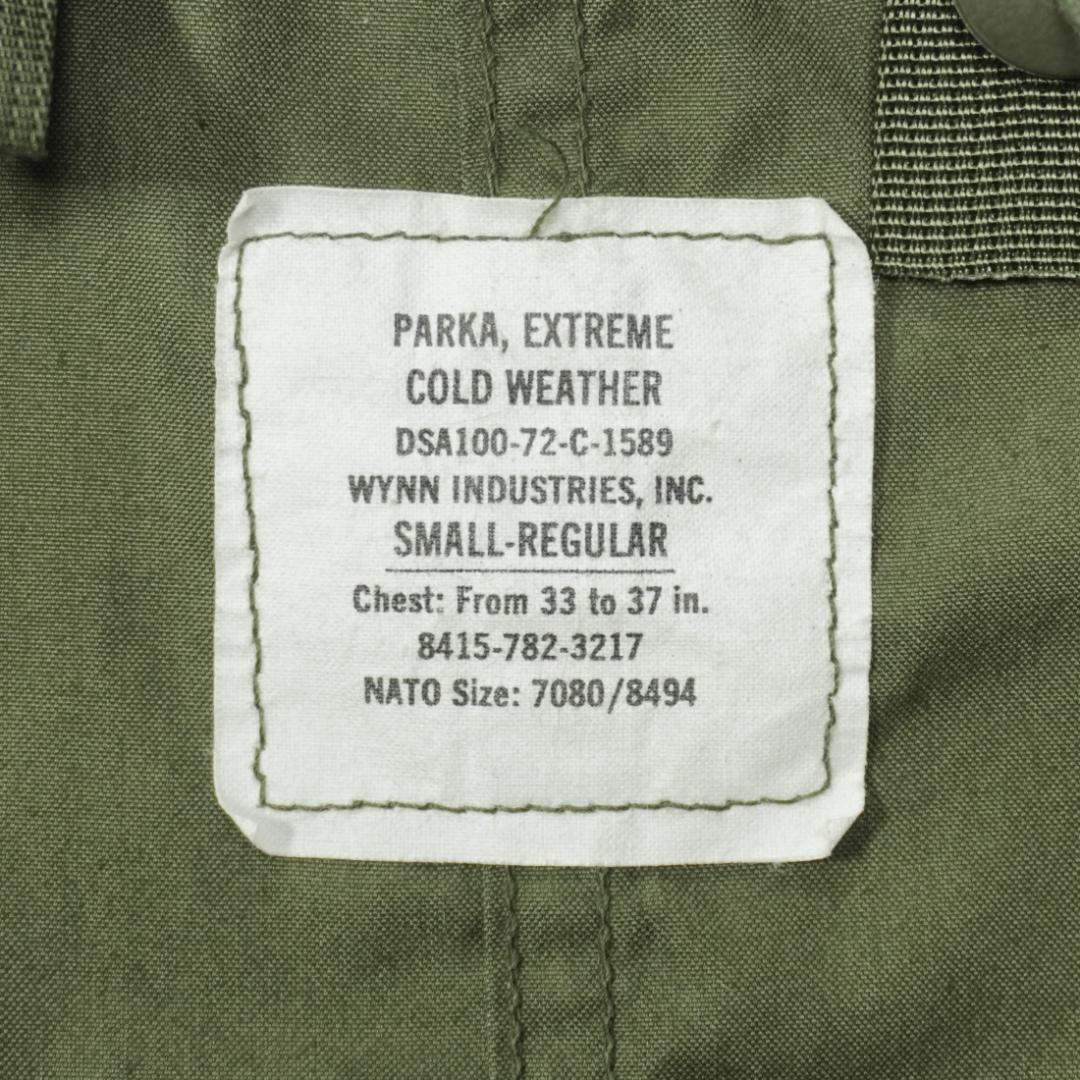 PARKA, EXTREME
COLD WEATHER
DSA100-72-C-1589
WYNN INDUSTRIES, INC.
SMALL-REGULAR
Chest: From 33 to 37 in.
8415-782-3217
NATO Size: 7080/8494